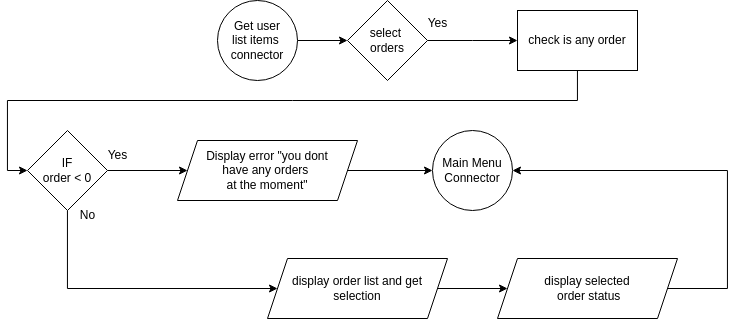 Get user
list items
connector
select
orders
Yes
check is any order
IF
order < 0
Yes
Display error "you dont
have any orders
at the moment"
Main Menu
Connector
No
display order list and get
selection
display selected
order status